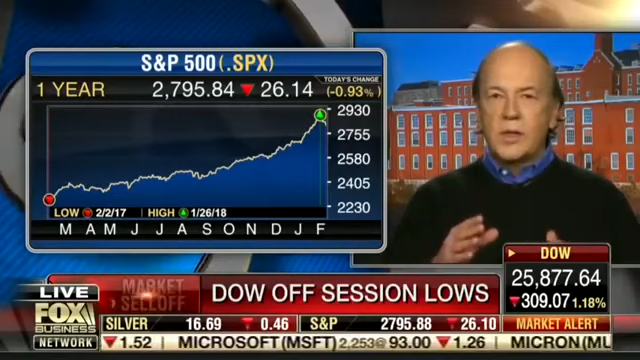 S&P 500(.SPX)
1 YEAR 2,795.84 ▼ 26.14 TODAY'S CHANGE (-0.93%)
2930
2755
2580
2405
2230
LOW 2/2/17 HIGH 1/26/18
M A M J J A S O N D J F
DOW
25,877.64
▼309.07 1.18%
MARKET ALERT
LIVE
FOX
BUSINESS
NETWORK
MARKET
SELLOFF
DOW OFF SESSION LOWS
SILVER 16.69 ▼ 0.46 S&P 2795.88 ▼ 26.10
▼1.52 MICROSOFT(MSFT) 2,253@93.00 ▼1.26 MICRON(MU